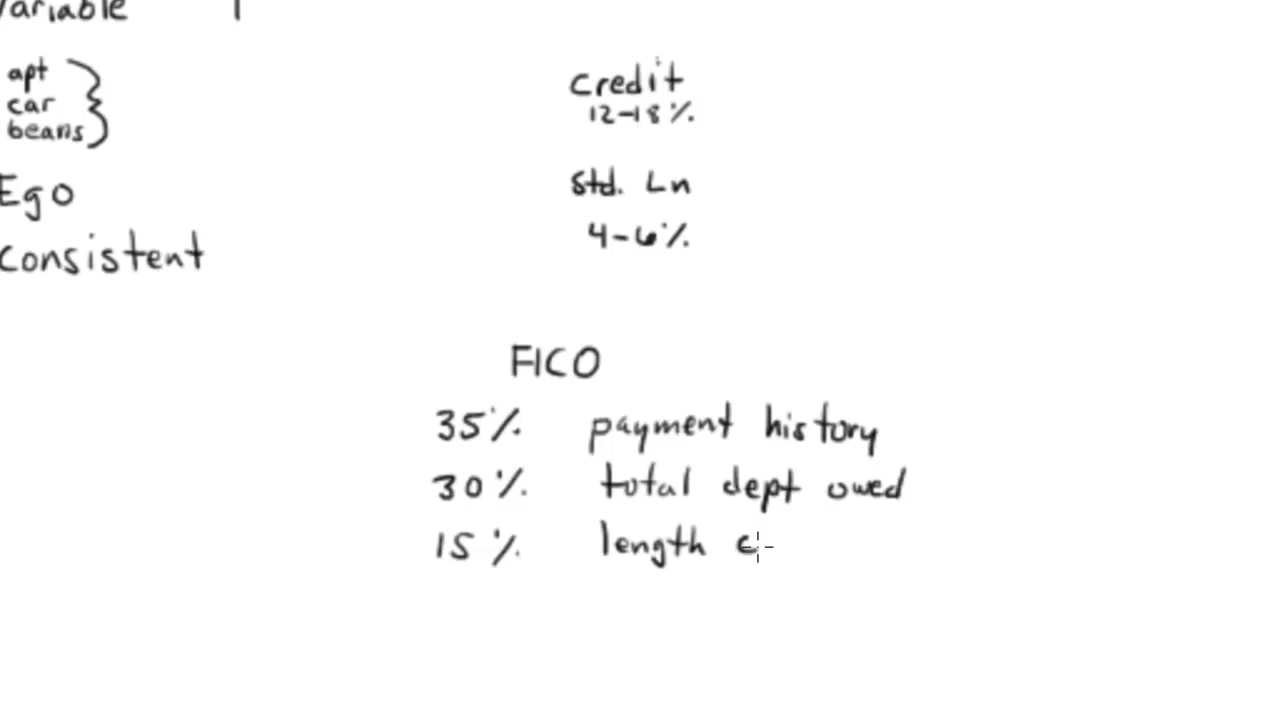 variable
apt
car
beans
Ego
consistent
credit
12-18%
Std. Ln
4-6%
FICO
35% payment history
30% total dept owed
15% length c